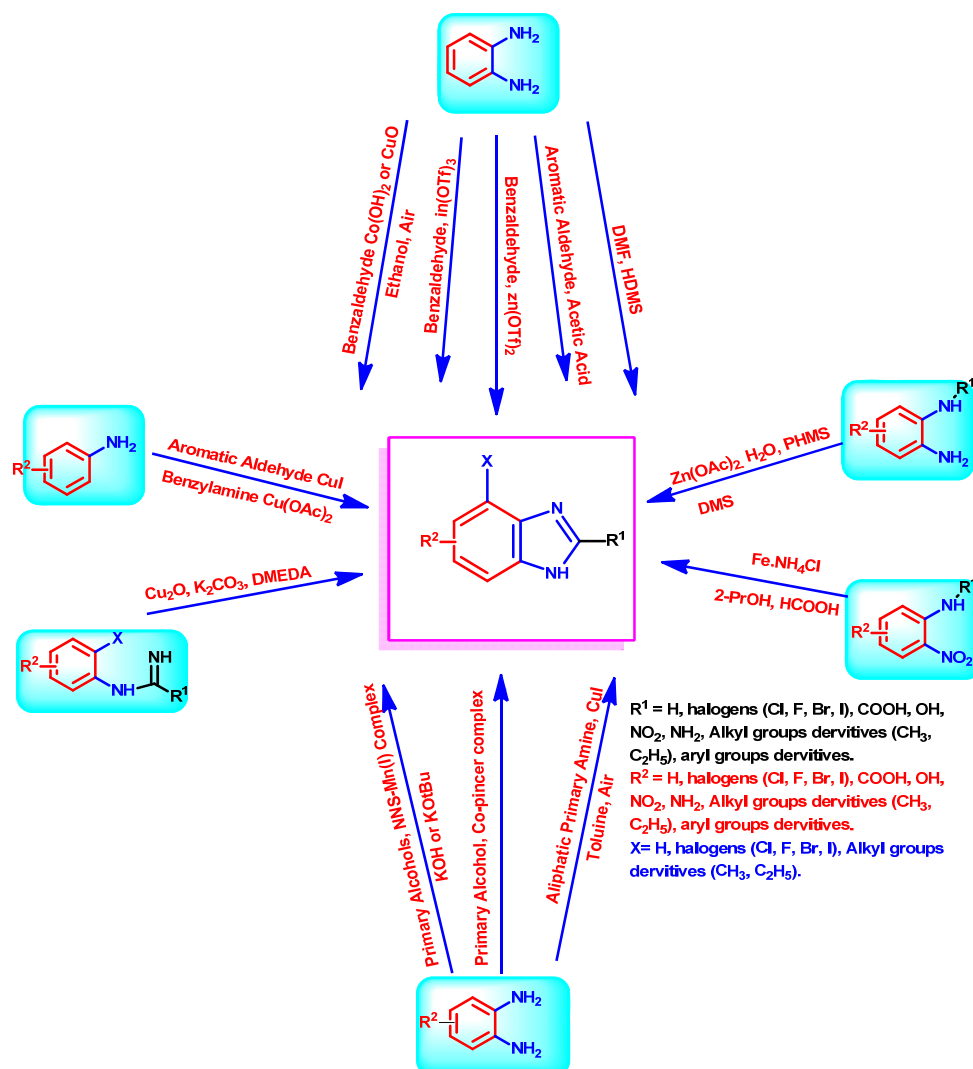 NH₂
NH₂
Benzaldehyde Co(OH)₂ or CuO
Ethanol, Air
Benzaldehyde, in(OTf)₃
Benzaldehyde, zn(OTf)₂
Aromatic Aldehyde, Acetic Acid
DMF, HDMS
R²
NH₂
Aromatic Aldehyde CuI
Benzylamine Cu(OAc)₂
R¹
NH
R²
NH₂
Zn(OAc)₂ H₂O, PHMS
DMS
X
N
R²
R¹
NH
Cu₂O, K₂CO₃, DMEDA
X
R²
NH
NH
R¹
Fe.NH₄Cl
2-PrOH, HCOOH
R¹
NH
R²
NO₂
Primary Alcohols, NNS-Mn(I) Complex
KOH or KOtBu
Primary Alcohol, Co-pincer complex
Aliphatic Primary Amine, CuI
Toluine, Air
R¹ = H, halogens (Cl, F, Br, I), COOH, OH,
NO₂, NH₂, Alkyl groups dervitives (CH₃,
C₂H₅), aryl groups dervitives.
R² = H, halogens (Cl, F, Br, I), COOH, OH,
NO₂, NH₂, Alkyl groups dervitives (CH₃,
C₂H₅), aryl groups dervitives.
X= H, halogens (Cl, F, Br, I), Alkyl groups
dervitives (CH₃, C₂H₅).
NH₂
R²
NH₂